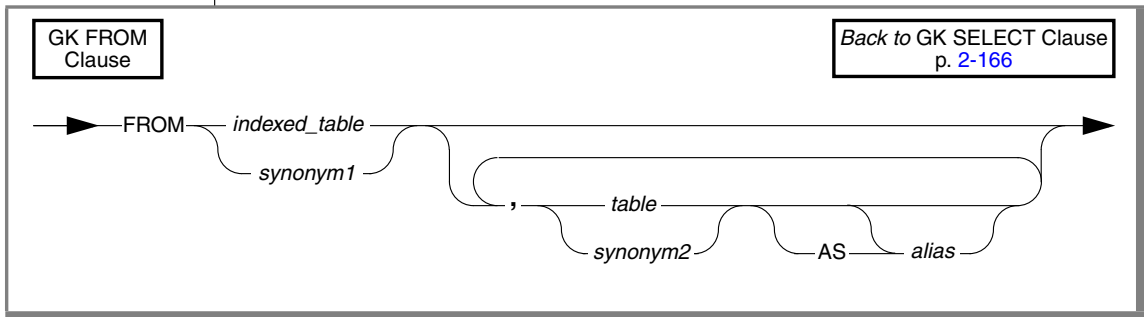 GK FROM
Clause
Back to GK SELECT Clause
p. 2-166
FROM indexed_table
synonym1
, table
synonym2 AS alias